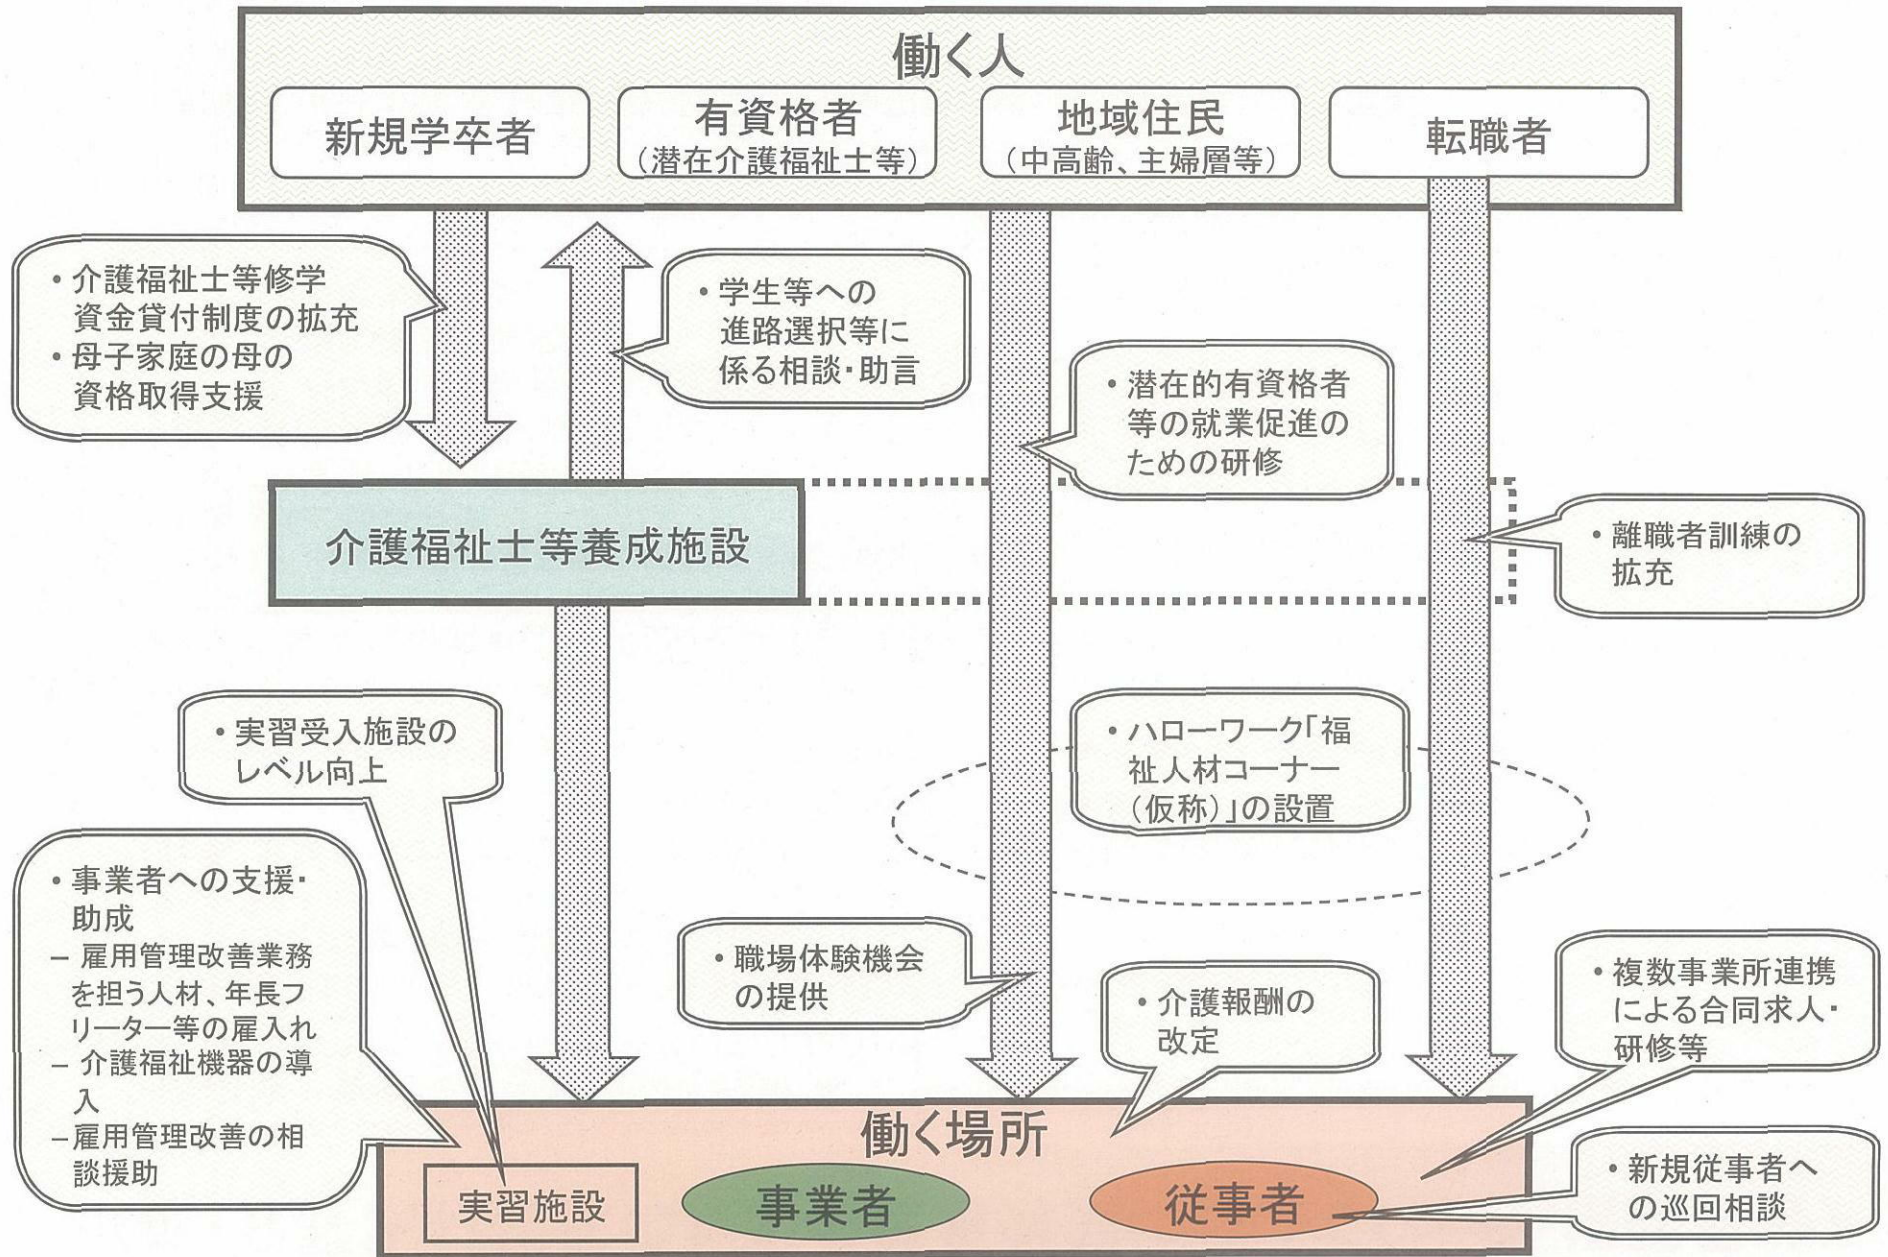 働く人
新規学卒者
有資格者
（潜在介護福祉士等）
地域住民
（中高齢、主婦層等）
転職者
・介護福祉士等修学
資金貸付制度の拡充
・母子家庭の母の
資格取得支援
・学生等への
進路選択等に
係る相談・助言
・潜在的有資格者
等の就業促進の
ための研修
介護福祉士等養成施設
・離職者訓練の
拡充
・実習受入施設の
レベル向上
・ハローワーク「福
祉人材コーナー
（仮称）」の設置
・事業者への支援・
助成
– 雇用管理改善業務
を担う人材、年長フ
リーター等の雇入れ
– 介護福祉機器の導
入
–雇用管理改善の相
談援助
・職場体験機会
の提供
・介護報酬の
改定
・複数事業所連携
による合同求人・
研修等
働く場所
実習施設
事業者
従事者
・新規従事者へ
の巡回相談